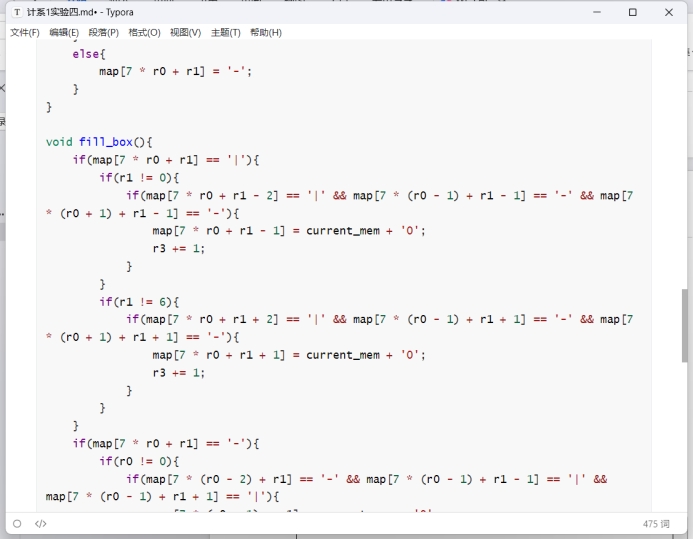 计系1实验四.md• - Typora
文件(F) 编辑(E) 段落(P) 格式(O) 视图(V) 主题(T) 帮助(H)
else{
map[7 * r0 + r1] = '-';
}
}
void fill_box(){
if(map[7 * r0 + r1] == '|'){
if(r1 != 0){
if(map[7 * r0 + r1 - 2] == '|' && map[7 * (r0 - 1) + r1 - 1] == '-' && map[7
* (r0 + 1) + r1 - 1] == '-'){
map[7 * r0 + r1 - 1] = current_mem + '0';
r3 += 1;
}
}
if(r1 != 6){
if(map[7 * r0 + r1 + 2] == '|' && map[7 * (r0 - 1) + r1 + 1] == '-' && map[7
* (r0 + 1) + r1 + 1] == '-'){
map[7 * r0 + r1 + 1] = current_mem + '0';
r3 += 1;
}
}
}
if(map[7 * r0 + r1] == '-'){
if(r0 != 0){
if(map[7 * (r0 - 2) + r1] == '-' && map[7 * (r0 - 1) + r1 - 1] == '|' &&
map[7 * (r0 - 1) + r1 + 1] == '|'){
475 词